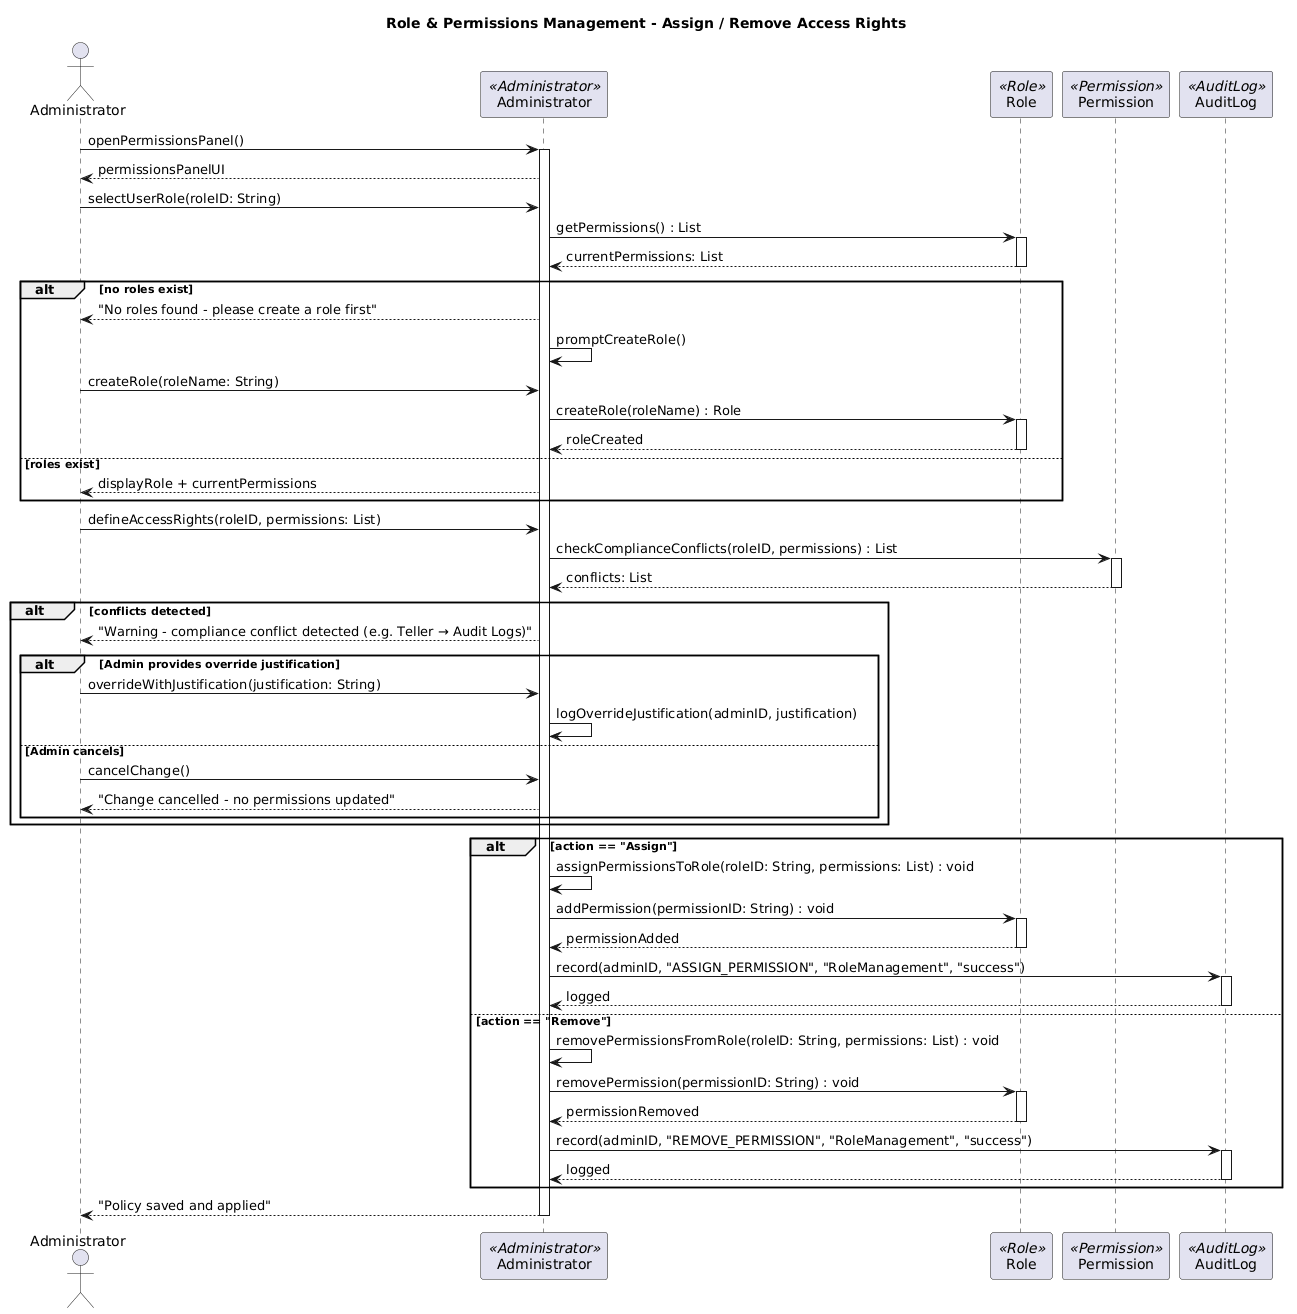 Role & Permissions Management - Assign / Remove Access Rights
Administrator
«Administrator»
Administrator
«Role»
Role
«Permission»
Permission
«AuditLog»
AuditLog
openPermissionsPanel()
permissionsPanelUI
selectUserRole(roleID: String)
getPermissions() : List
currentPermissions: List
alt [no roles exist]
"No roles found - please create a role first"
promptCreateRole()
createRole(roleName: String)
createRole(roleName) : Role
roleCreated
[roles exist]
displayRole + currentPermissions
defineAccessRights(roleID, permissions: List)
checkComplianceConflicts(roleID, permissions) : List
conflicts: List
alt [conflicts detected]
"Warning - compliance conflict detected (e.g. Teller → Audit Logs)"
alt [Admin provides override justification]
overrideWithJustification(justification: String)
logOverrideJustification(adminID, justification)
[Admin cancels]
cancelChange()
"Change cancelled - no permissions updated"
alt [action == "Assign"]
assignPermissionsToRole(roleID: String, permissions: List) : void
addPermission(permissionID: String) : void
permissionAdded
record(adminID, "ASSIGN_PERMISSION", "RoleManagement", "success")
logged
[action == "Remove"]
removePermissionsFromRole(roleID: String, permissions: List) : void
removePermission(permissionID: String) : void
permissionRemoved
record(adminID, "REMOVE_PERMISSION", "RoleManagement", "success")
logged
"Policy saved and applied"
Administrator
«Administrator»
Administrator
«Role»
Role
«Permission»
Permission
«AuditLog»
AuditLog